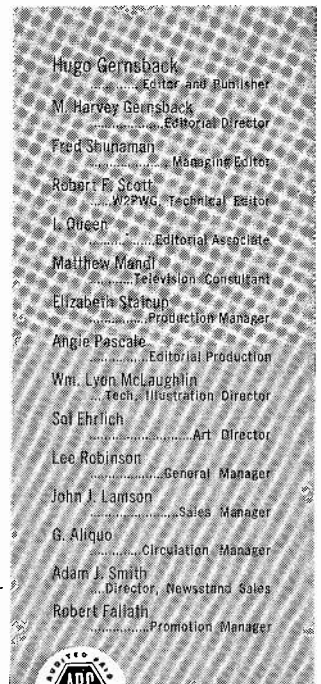 Hugo Gernsback
............Editor and Publisher
M. Harvey Gernsback
..................Editorial Director
Fred Shunaman
..................Managing Editor
Robert F. Scott
.....W2PWG, Technical Editor
I. Queen
................Editorial Associate
Matthew Mandl
..........Television Consultant
Elizabeth Stalcup
..............Production Manager
Angie Pascale
..............Editorial Production
Wm. Lyon McLaughlin
...Tech. Illustration Director
Sol Ehrlich
.........................Art Director
Lee Robinson
..................General Manager
John J. Lamson
.....................Sales Manager
G. Aliquo
............Circulation Manager
Adam J. Smith
...Director, Newsstand Sales
Robert Fallath
..............Promotion Manager
AUDITED PAID
ABC